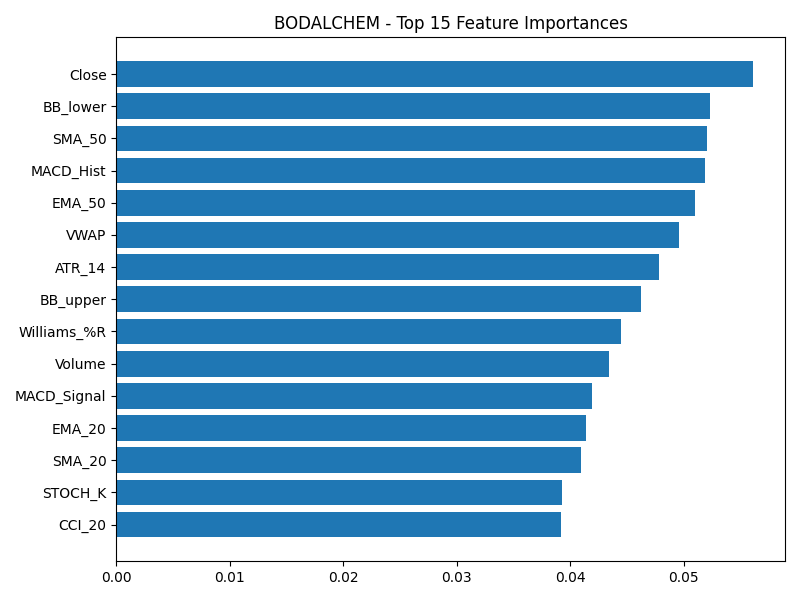 BODALCHEM - Top 15 Feature Importances
Close
BB_lower
SMA_50
MACD_Hist
EMA_50
VWAP
ATR_14
BB_upper
Williams_%R
Volume
MACD_Signal
EMA_20
SMA_20
STOCH_K
CCI_20
0.00 0.01 0.02 0.03 0.04 0.05